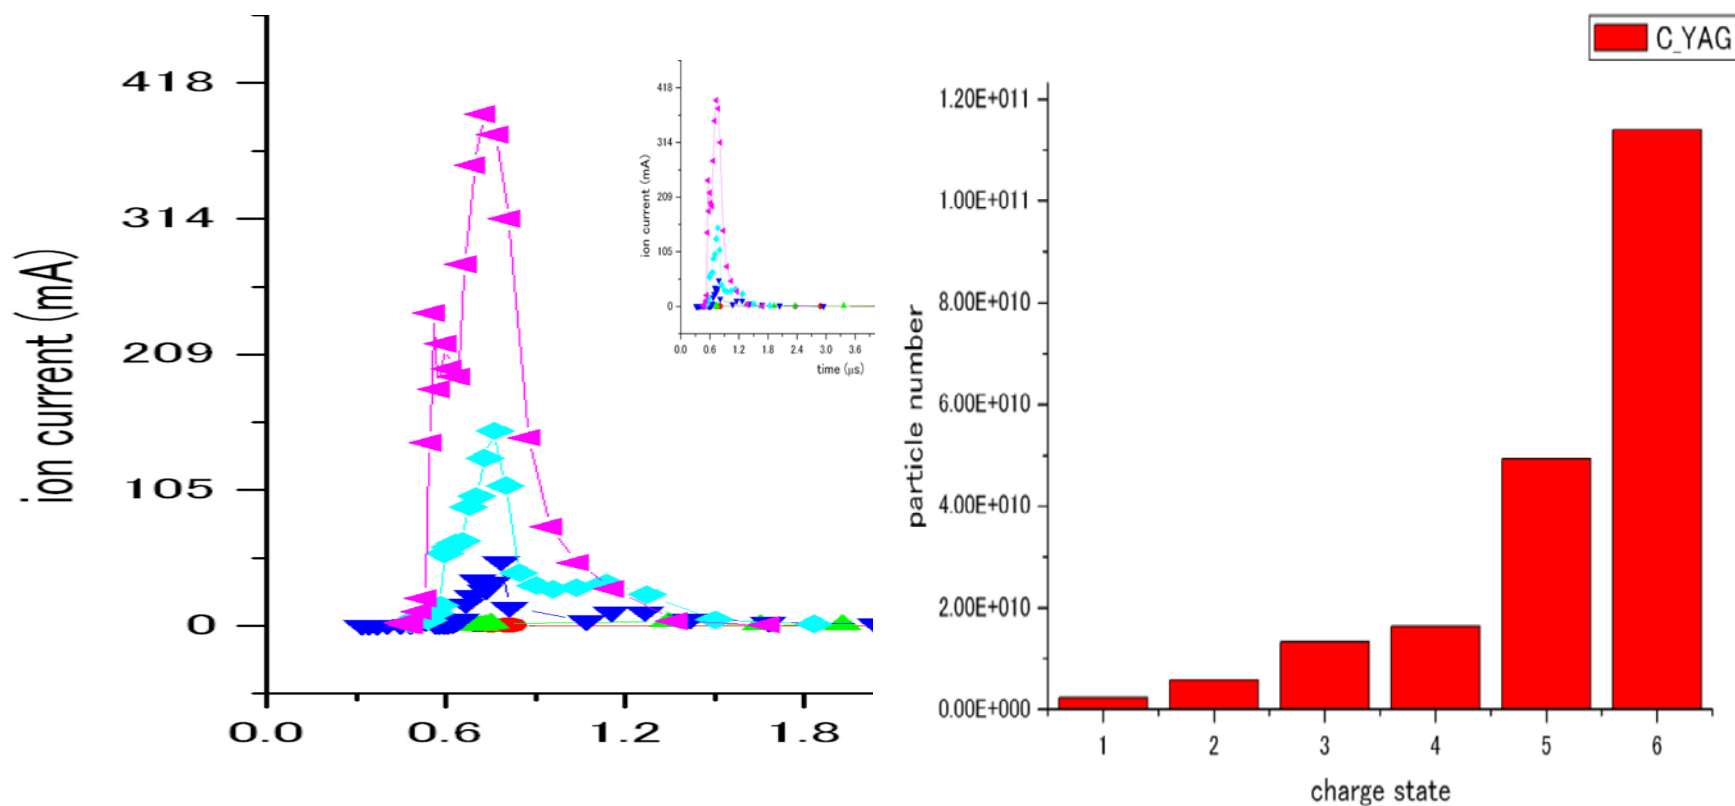 ion current (mA)
418
314
209
105
0
0.0
0.6
1.2
1.8
ion current (mA)
418
314
209
105
0
0.0
0.6
1.2
1.8
2.4
3.0
3.6
time (μs)
C_YAG
particle number
1.20E+011
1.00E+011
8.00E+010
6.00E+010
4.00E+010
2.00E+010
0.00E+000
1
2
3
4
5
6
charge state